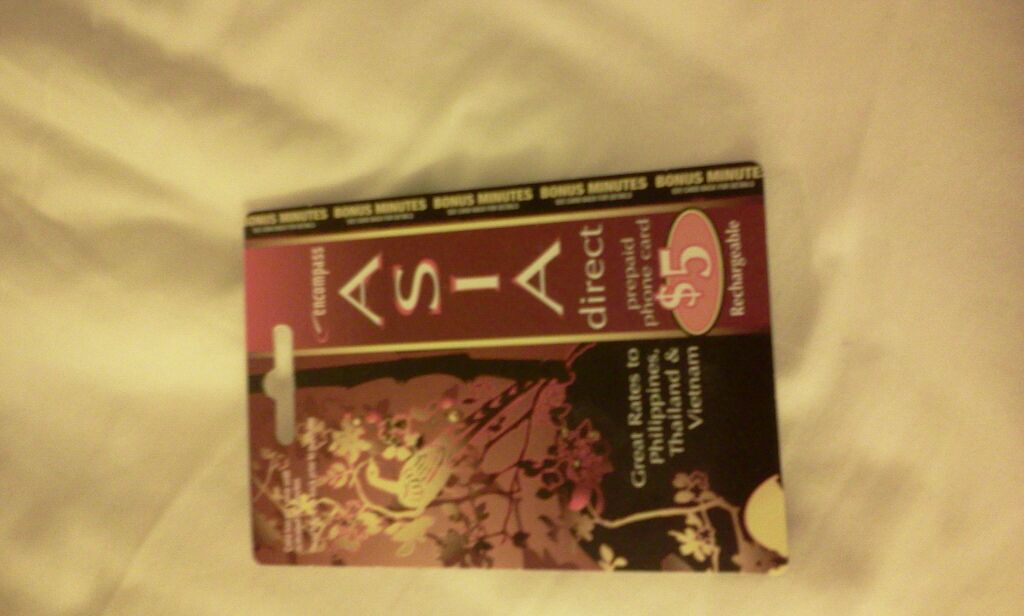 BONUS MINUTES BONUS MINUTES BONUS MINUTES BONUS MINUTES BONUS MINUTE
encompass
ASIA
direct
prepaid
phone card
$5
Rechargeable
Great Rates to
Philippines,
Thailand &
Vietnam